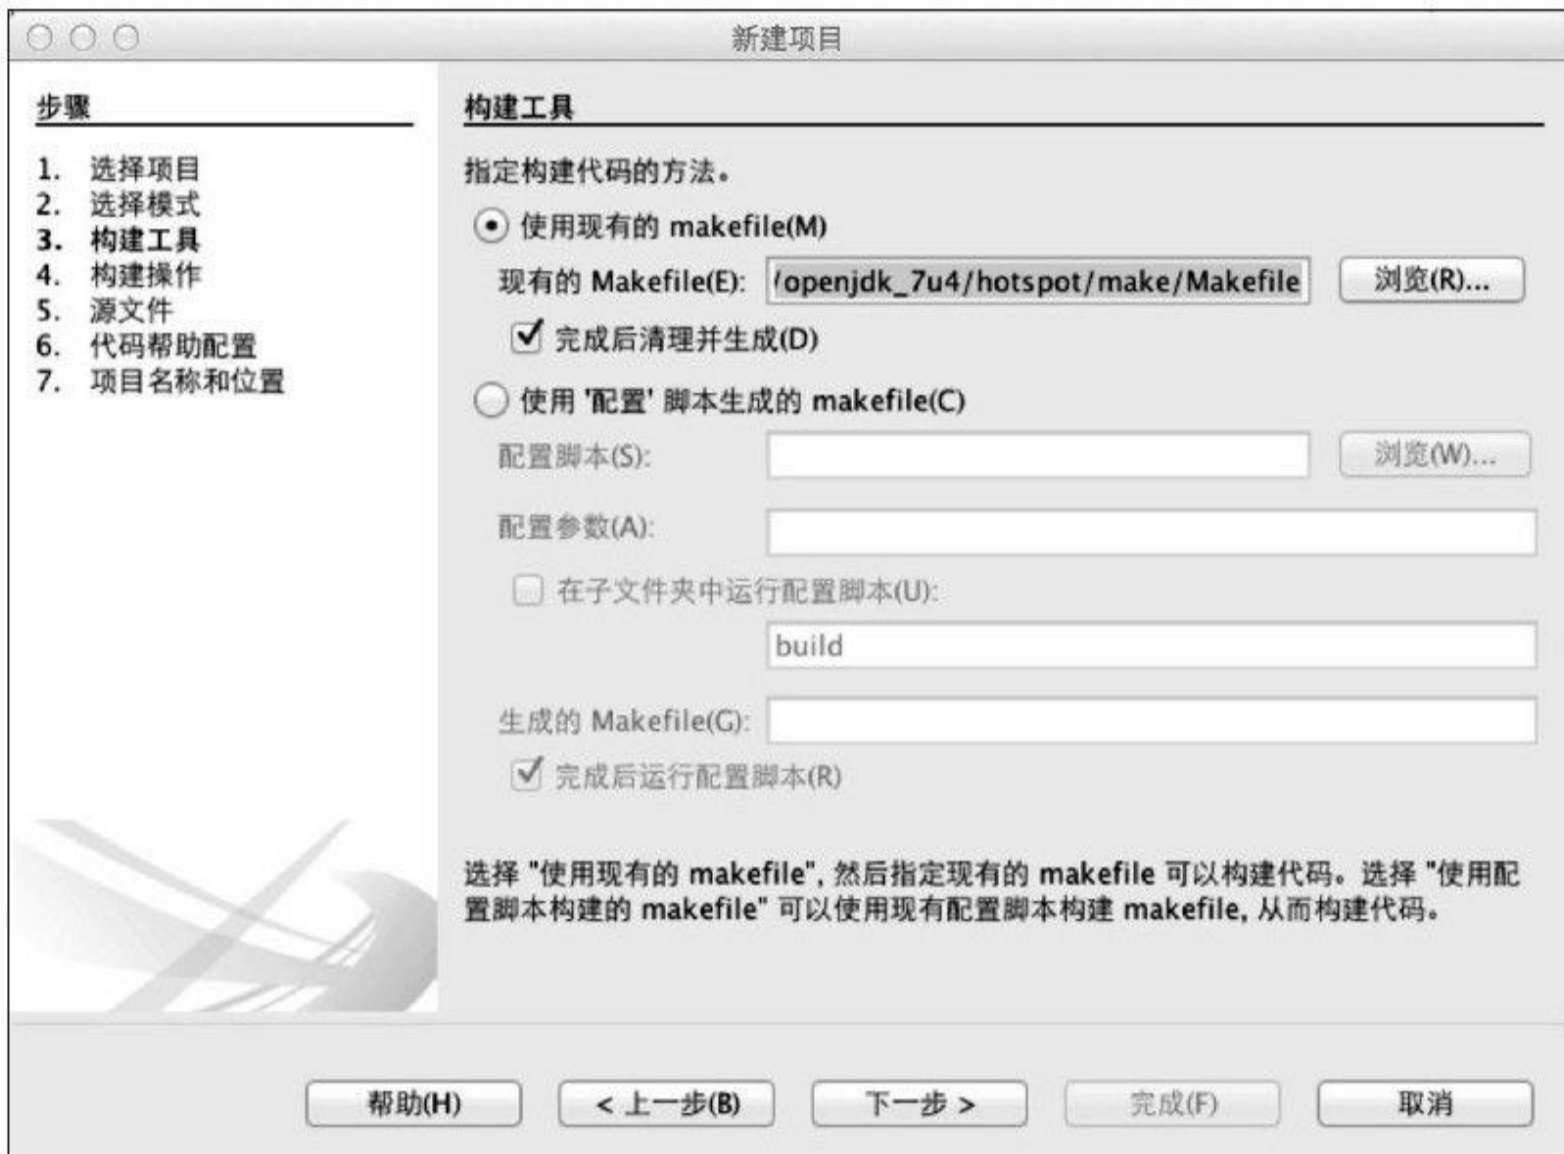 新建项目
步骤
1. 选择项目
2. 选择模式
3. 构建工具
4. 构建操作
5. 源文件
6. 代码帮助配置
7. 项目名称和位置
构建工具
指定构建代码的方法。
使用现有的 makefile(M)
现有的 Makefile(E): /openjdk_7u4/hotspot/make/Makefile 浏览(R)...
完成后清理并生成(D)
使用 '配置' 脚本生成的 makefile(C)
配置脚本(S): 浏览(W)...
配置参数(A):
在子文件夹中运行配置脚本(U):
build
生成的 Makefile(G):
完成后运行配置脚本(R)
选择 "使用现有的 makefile", 然后指定现有的 makefile 可以构建代码。选择 "使用配
置脚本构建的 makefile" 可以使用现有配置脚本构建 makefile, 从而构建代码。
帮助(H) < 上一步(B) 下一步 > 完成(F) 取消